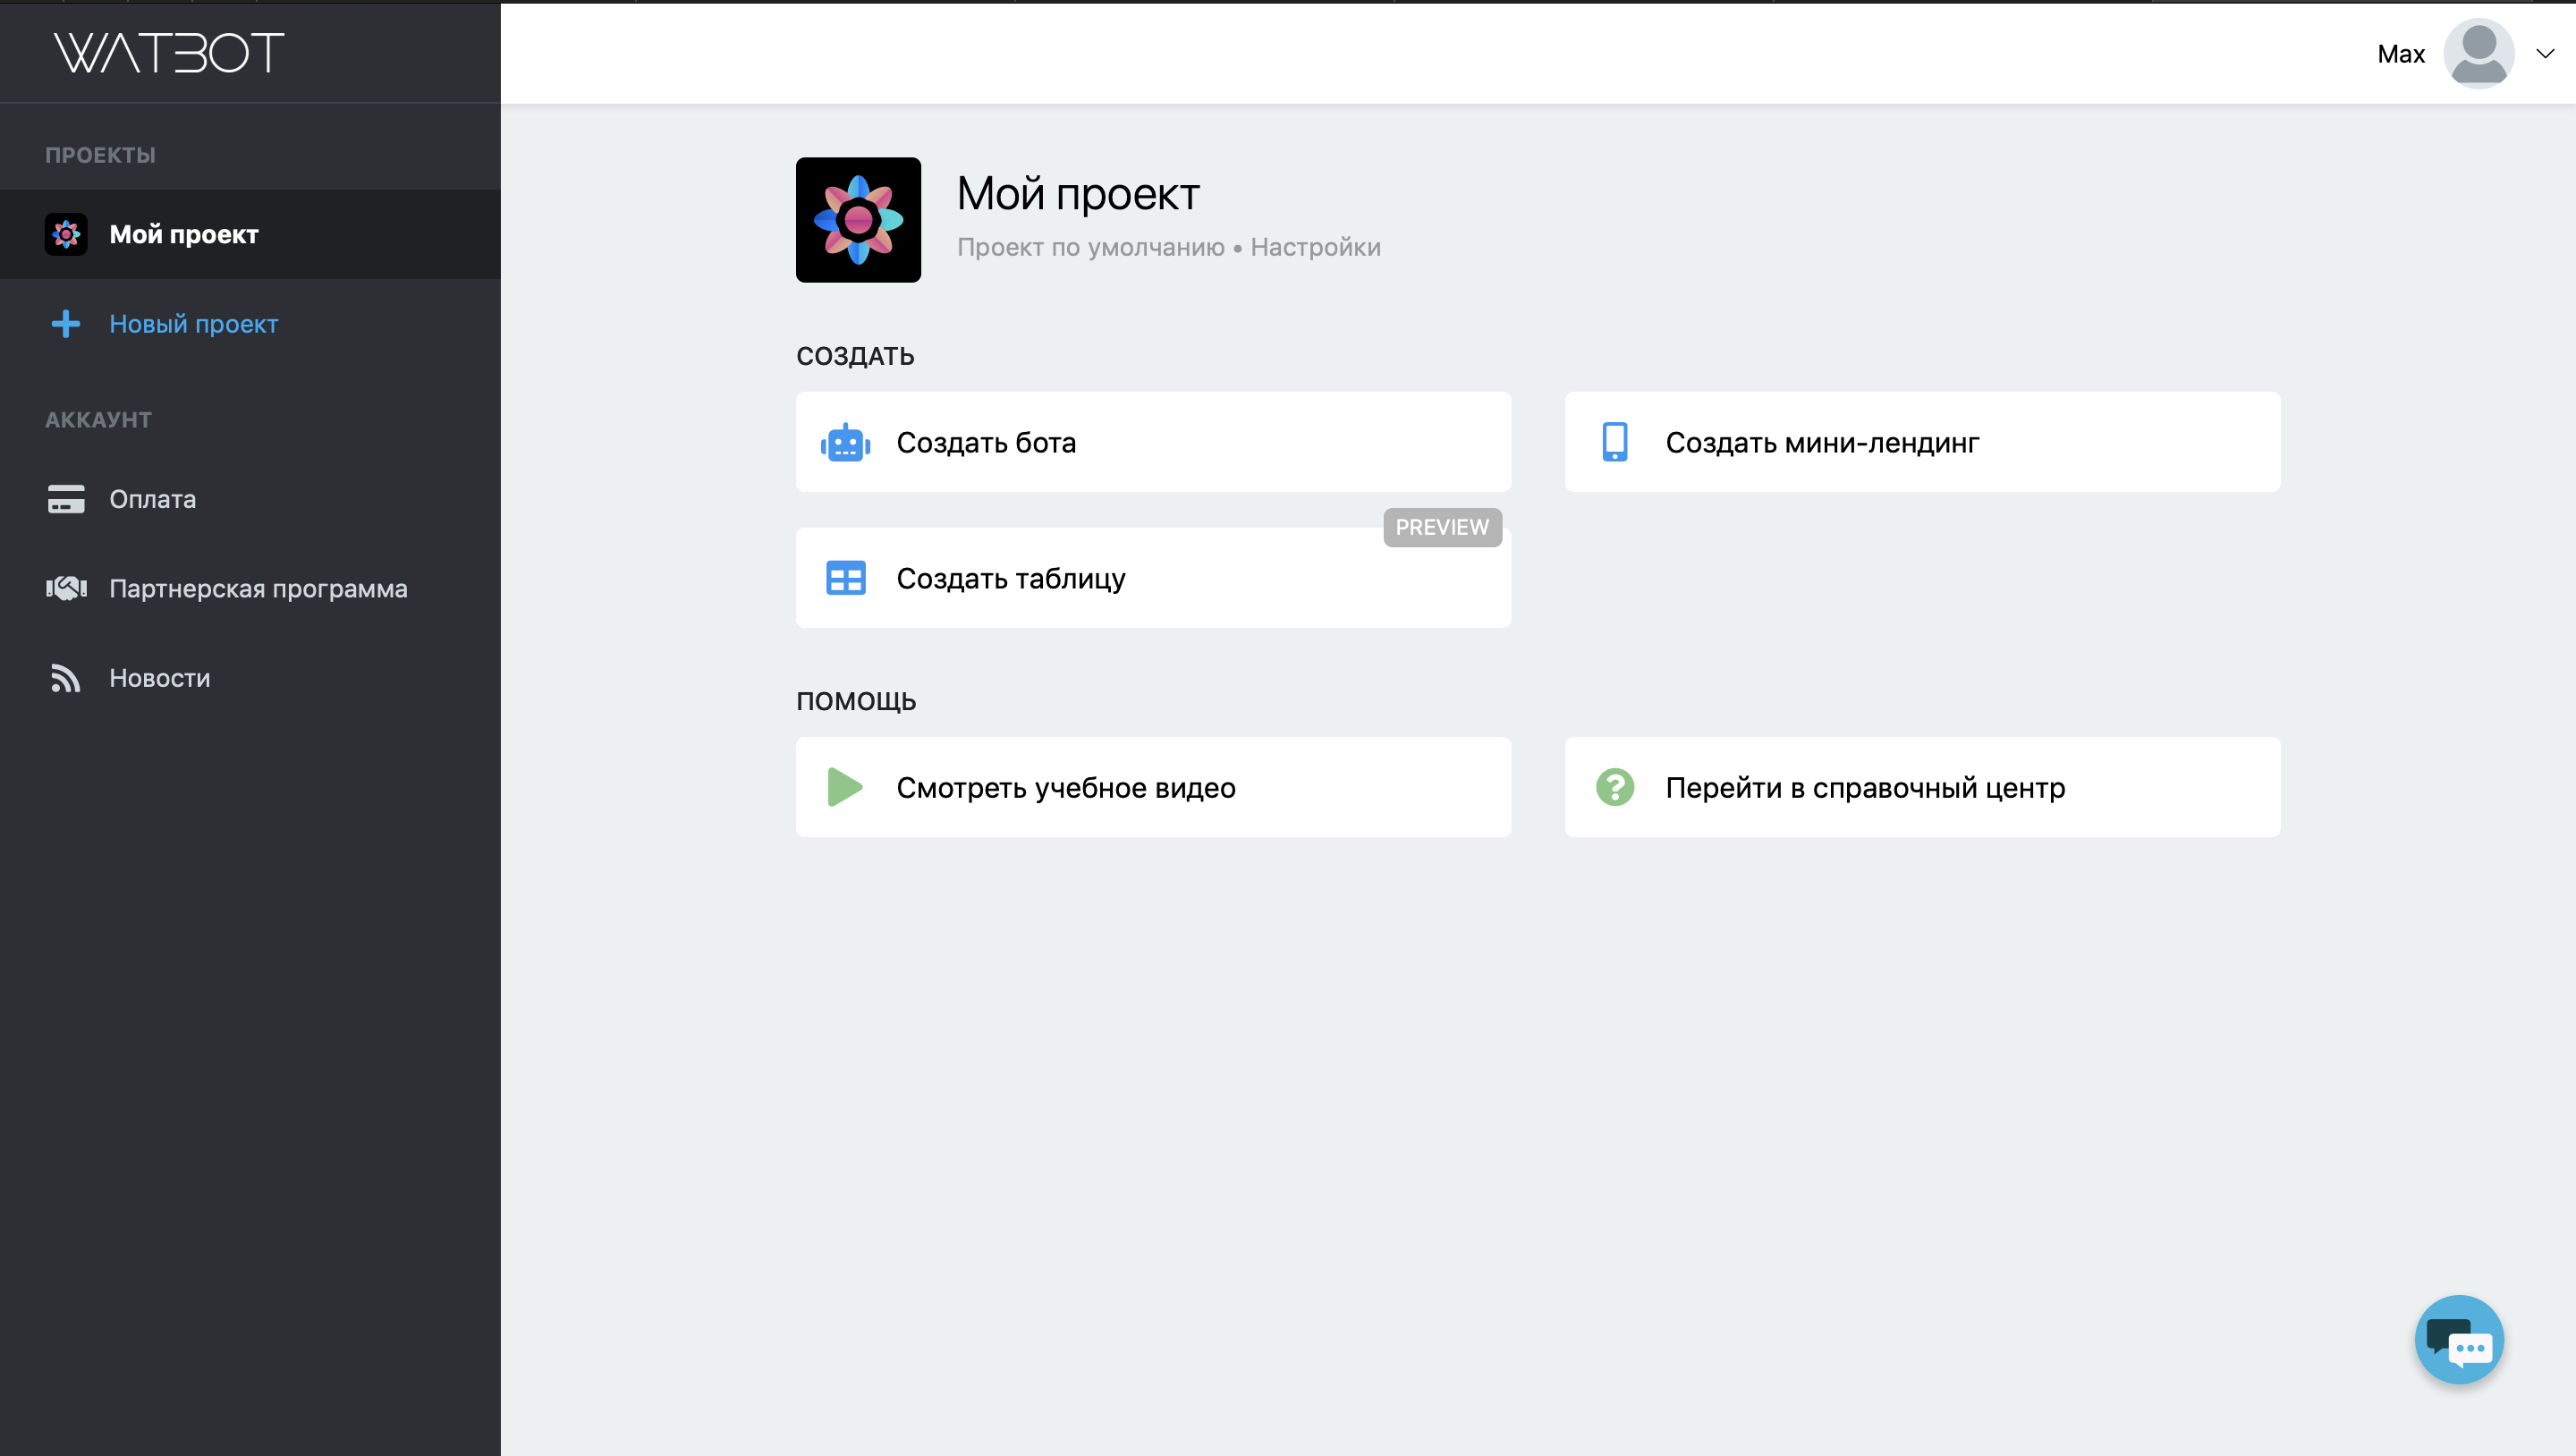 WATBOT
Max
ПРОЕКТЫ
Мой проект
Новый проект
АККАУНТ
Оплата
Партнерская программа
Новости
Мой проект
Проект по умолчанию • Настройки
СОЗДАТЬ
Создать бота
Создать мини-лендинг
PREVIEW
Создать таблицу
ПОМОЩЬ
Смотреть учебное видео
Перейти в справочный центр